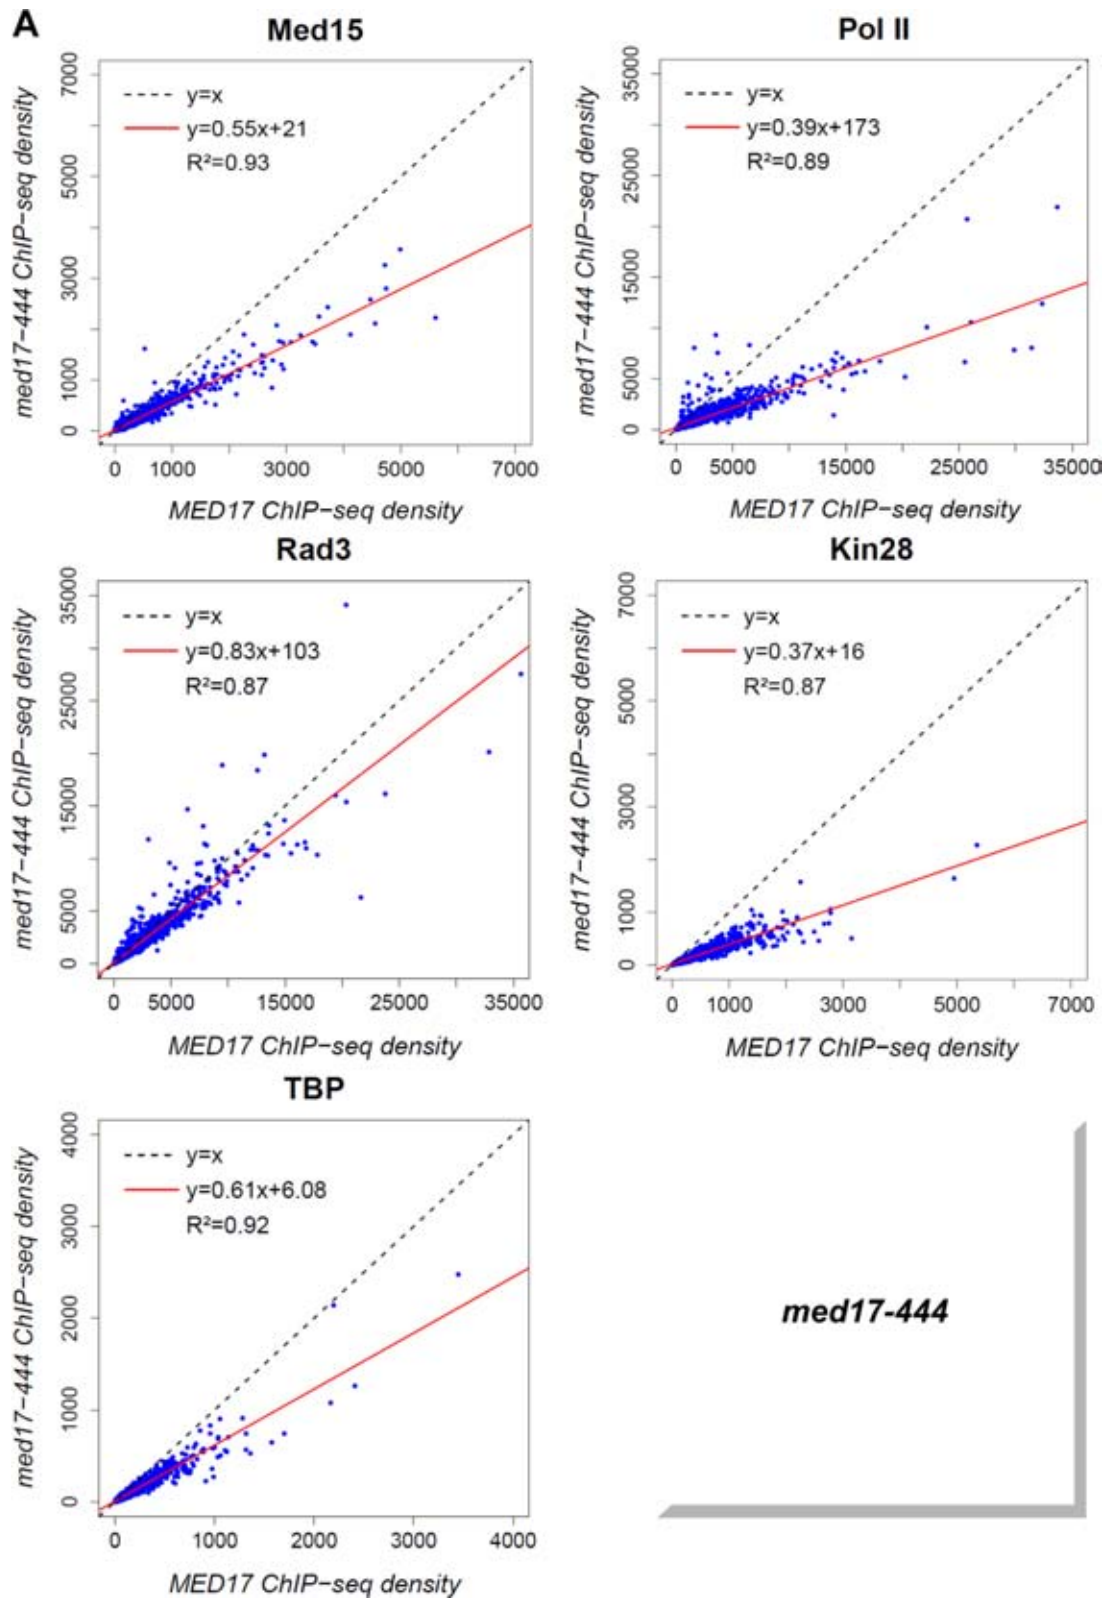 A
Med15
7000
5000
3000
1000
0
med17-444 ChIP-seq density
y=x
y=0.55x+21
R²=0.93
0 1000 3000 5000 7000
MED17 ChIP-seq density
Pol II
35000
25000
15000
5000
0
med17-444 ChIP-seq density
y=x
y=0.39x+173
R²=0.89
0 5000 15000 25000 35000
MED17 ChIP-seq density
Rad3
35000
25000
15000
5000
0
med17-444 ChIP-seq density
y=x
y=0.83x+103
R²=0.87
0 5000 15000 25000 35000
MED17 ChIP-seq density
Kin28
7000
5000
3000
1000
0
med17-444 ChIP-seq density
y=x
y=0.37x+16
R²=0.87
0 1000 3000 5000 7000
MED17 ChIP-seq density
TBP
4000
3000
2000
1000
0
med17-444 ChIP-seq density
y=x
y=0.61x+6.08
R²=0.92
0 1000 2000 3000 4000
MED17 ChIP-seq density
med17-444